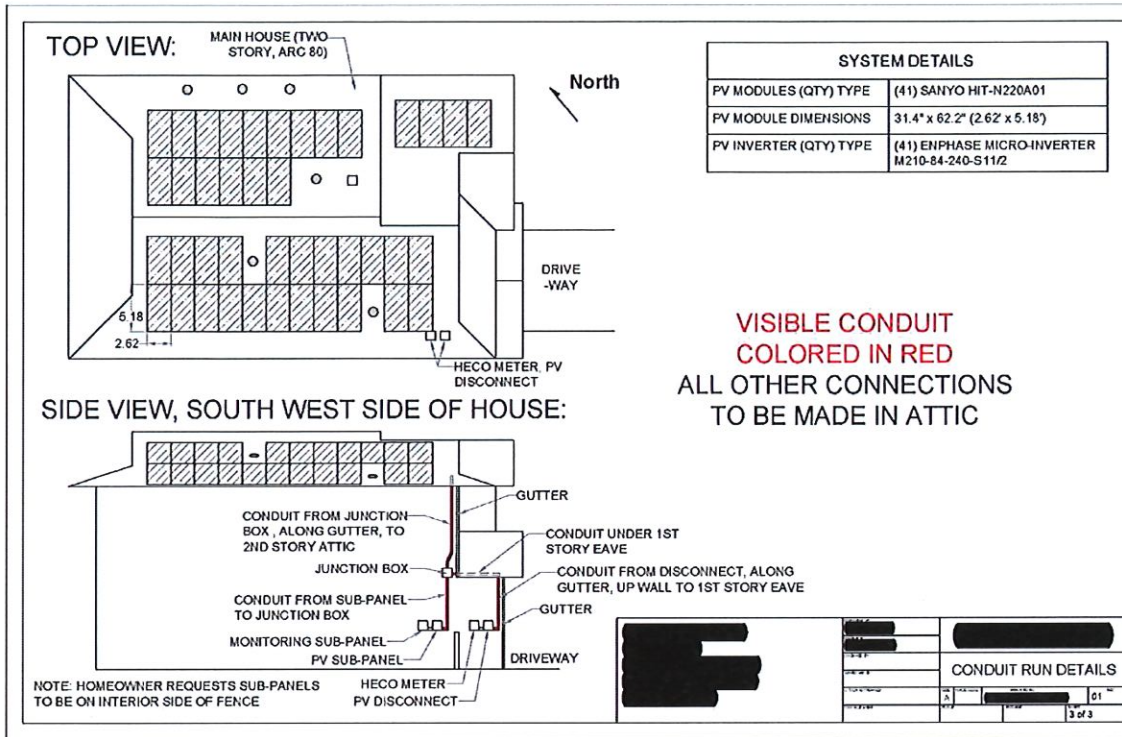 TOP VIEW:
MAIN HOUSE (TWO
STORY, ARC 80)
North
SYSTEM DETAILS
PV MODULES (QTY) TYPE
(41) SANYO HIT-N220A01
PV MODULE DIMENSIONS
31.4" x 62.2" (2.62' x 5.18')
PV INVERTER (QTY) TYPE
(41) ENPHASE MICRO-INVERTER
M210-84-240-S11/2
DRIVE
-WAY
5.18
2.62
HECO METER, PV
DISCONNECT
VISIBLE CONDUIT
COLORED IN RED
ALL OTHER CONNECTIONS
TO BE MADE IN ATTIC
SIDE VIEW, SOUTH WEST SIDE OF HOUSE:
GUTTER
CONDUIT FROM JUNCTION
BOX , ALONG GUTTER, TO
2ND STORY ATTIC
CONDUIT UNDER 1ST
STORY EAVE
JUNCTION BOX
CONDUIT FROM DISCONNECT, ALONG
GUTTER, UP WALL TO 1ST STORY EAVE
CONDUIT FROM SUB-PANEL
TO JUNCTION BOX
GUTTER
MONITORING SUB-PANEL
PV SUB-PANEL
DRIVEWAY
HECO METER
PV DISCONNECT
NOTE: HOMEOWNER REQUESTS SUB-PANELS
TO BE ON INTERIOR SIDE OF FENCE
CONDUIT RUN DETAILS
A
01
3 of 3